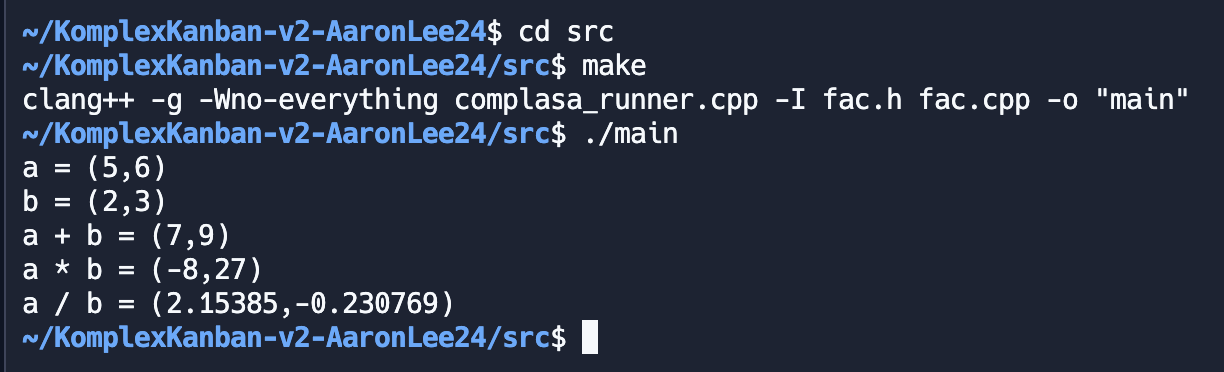 ~/KomplexKanban-v2-AaronLee24$ cd src
~/KomplexKanban-v2-AaronLee24/src$ make
clang++ -g -Wno-everything complasa_runner.cpp -I fac.h fac.cpp -o "main"
~/KomplexKanban-v2-AaronLee24/src$ ./main
a = (5,6)
b = (2,3)
a + b = (7,9)
a * b = (-8,27)
a / b = (2.15385,-0.230769)
~/KomplexKanban-v2-AaronLee24/src$